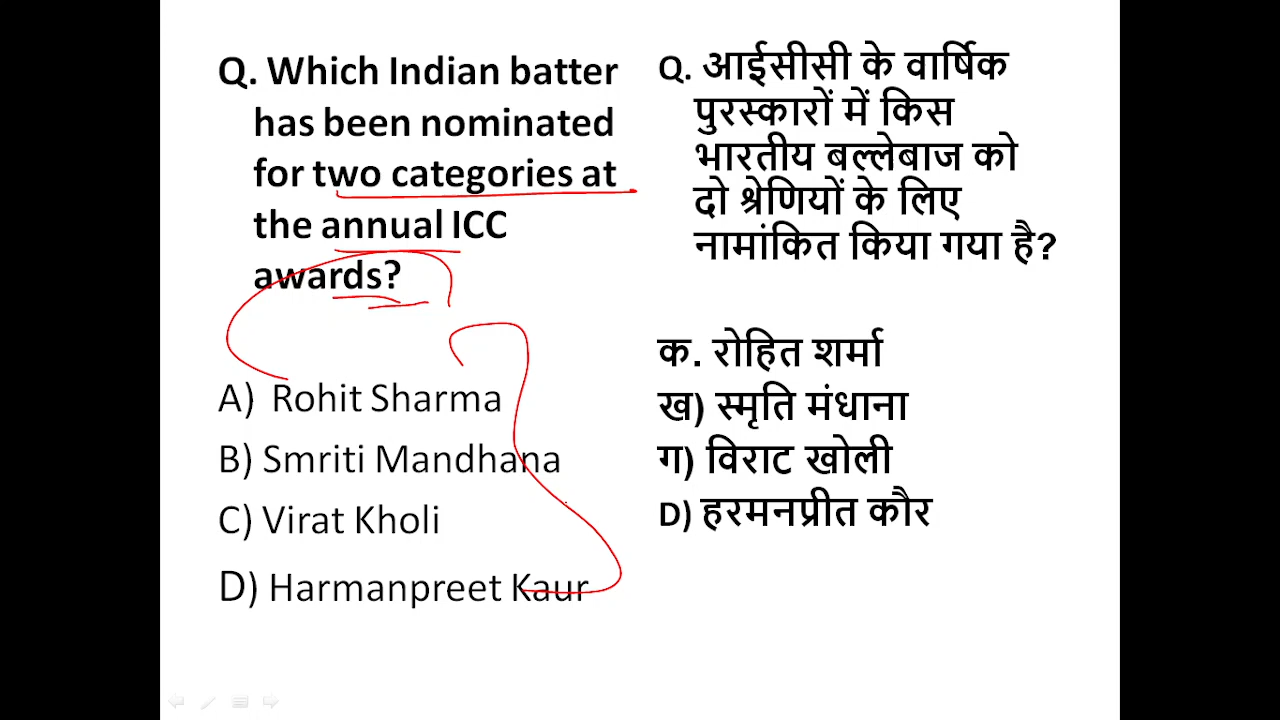 Q. Which Indian batter
has been nominated
for two categories at
the annual ICC
awards?
A) Rohit Sharma
B) Smriti Mandhana
C) Virat Kholi
D) Harmanpreet Kaur
Q. आईसीसी के वार्षिक
पुरस्कारों में किस
भारतीय बल्लेबाज को
दो श्रेणियों के लिए
नामांकित किया गया है?
क. रोहित शर्मा
ख) स्मृति मंधाना
ग) विराट खोली
D) हरमनप्रीत कौर